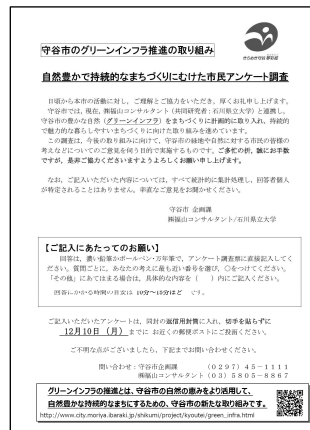 守谷市のグリーンインフラ推進の取り組み
きらめき守谷 夢彩都
自然豊かで持続的なまちづくりにむけた市民アンケート調査
日頃から本市の活動に対し、ご理解とご協力をいただき、厚くお礼申し上げます。
守谷市では、現在、㈱福山コンサルタント（共同研究者：石川県立大学）と連携し、
守谷市の豊かな自然（グリーンインフラ）をまちづくりに計画的に取り入れ、持続的
で魅力的な暮らしやすいまちづくりに向けた取り組みを進めています。
この調査は、今後の取り組みに向けて、守谷市の緑地や自然に対する市民の皆様の
考えなどについてのご意見を伺う目的で実施するものです。ご多忙の折、誠にお手数
ですが、是非ご協力くださいますようよろしくお願い申し上げます。
なお、ご記入いただいた内容については、すべて統計的に集計処理し、回答者個人
が特定されることはありません。率直なご意見をお聞かせください。
守谷市 企画課
㈱福山コンサルタント/石川県立大学
【ご記入にあたってのお願い】
回答は、濃い鉛筆かボールペン・万年筆で、アンケート調査票に直接記入してく
ださい。質問ごとに、あなたの考えに最も近い番号を選び、○をつけてください。
「その他」にあてはまる場合は、具体的な内容を（　　）内にご記入ください。
回答にかかる時間の目安は 10分～15分ほど です。
ご記入いただいたアンケートは、同封の返信用封筒に入れ、切手を貼らずに
12月10日（月）までに お近くの郵便ポストにご投函ください。
ご不明な点がございましたら、下記までお問い合わせください。
問い合わせ：守谷市企画課 （0297）45－1111
㈱福山コンサルタント（03）5805－8867
グリーンインフラの推進とは、守谷市の自然の恵みをより活用して、
自然豊かな持続的なまちにするための、守谷市の新たな取り組みです。
http://www.city.moriya.ibaraki.jp/shikumi/project/kyoutei/green_infra.html